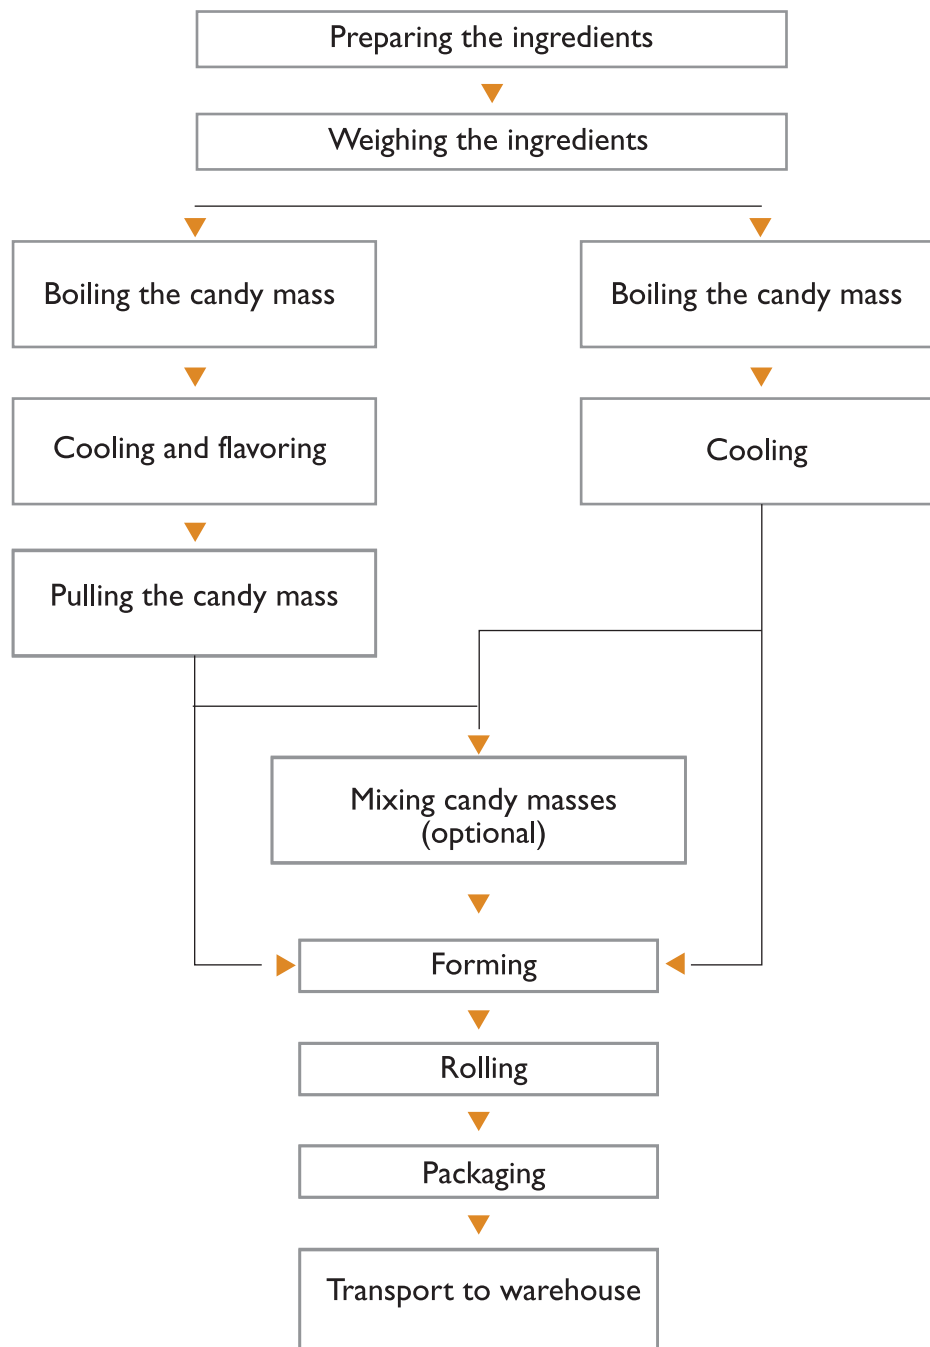 Preparing the ingredients
Weighing the ingredients
Boiling the candy mass
Boiling the candy mass
Cooling and flavoring
Cooling
Pulling the candy mass
Mixing candy masses
(optional)
Forming
Rolling
Packaging
Transport to warehouse